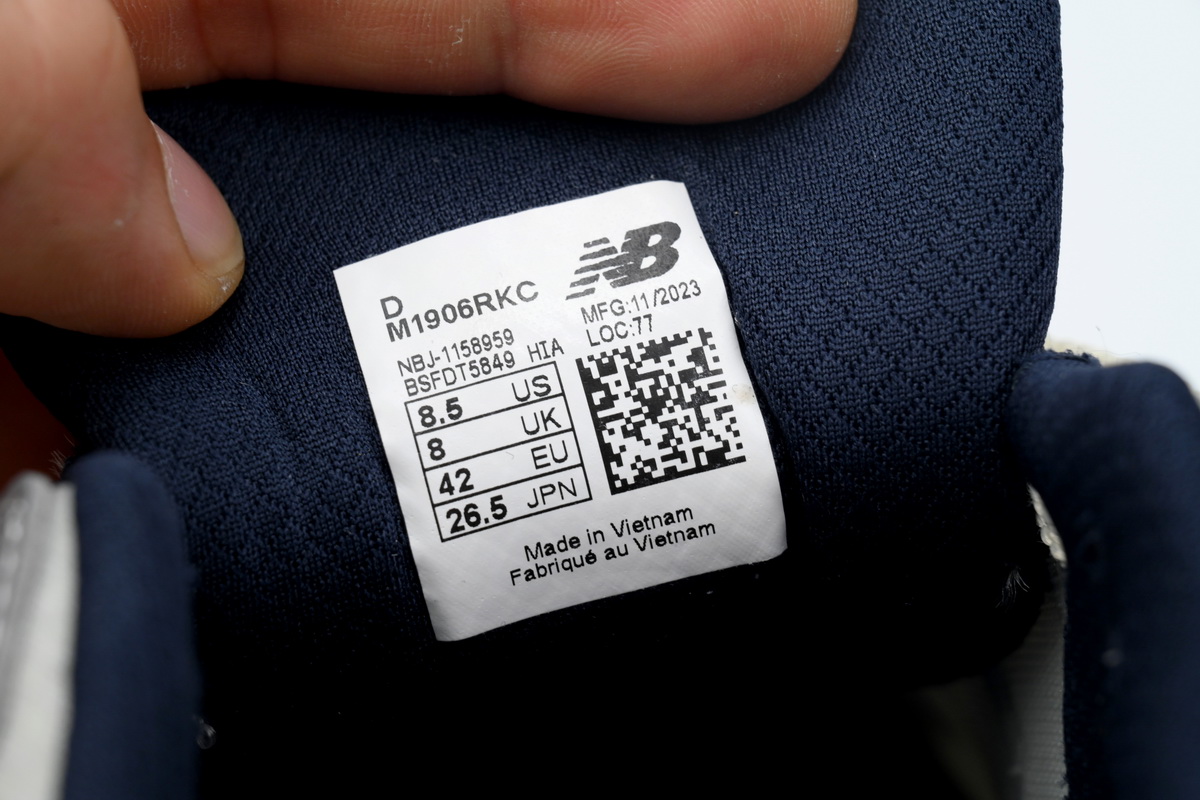 NB
D
M1906RKC
MFG:11/2023
LOC:77
NBJ-1158959
BSFDT5849 HIA
8.5 US
8 UK
42 EU
26.5 JPN
Made in Vietnam
Fabriqué au Vietnam